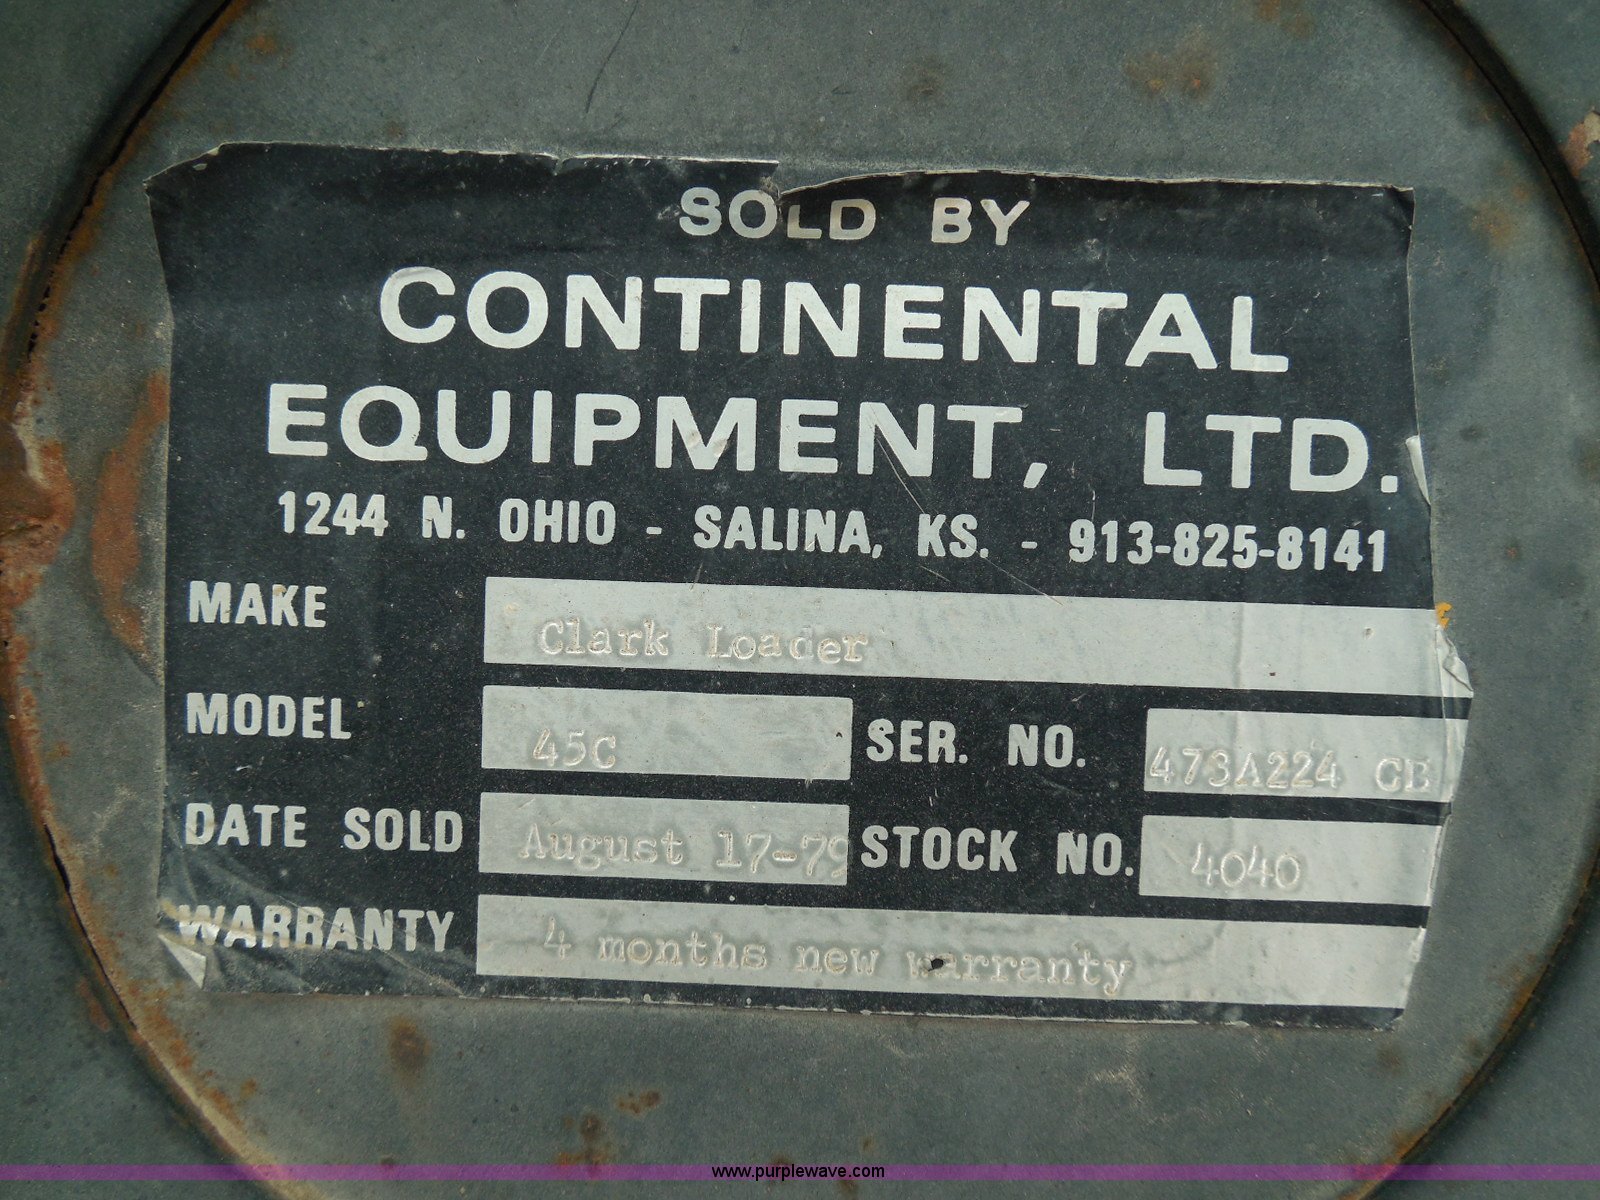 SOLD BY
CONTINENTAL
EQUIPMENT, LTD.
1244 N. OHIO - SALINA, KS. - 913-825-8141
MAKE Clark Loader
MODEL 45C SER. NO. 473A224 CB
DATE SOLD August 17-79 STOCK NO. 4040
WARRANTY 4 months new warranty
www.purplewave.com